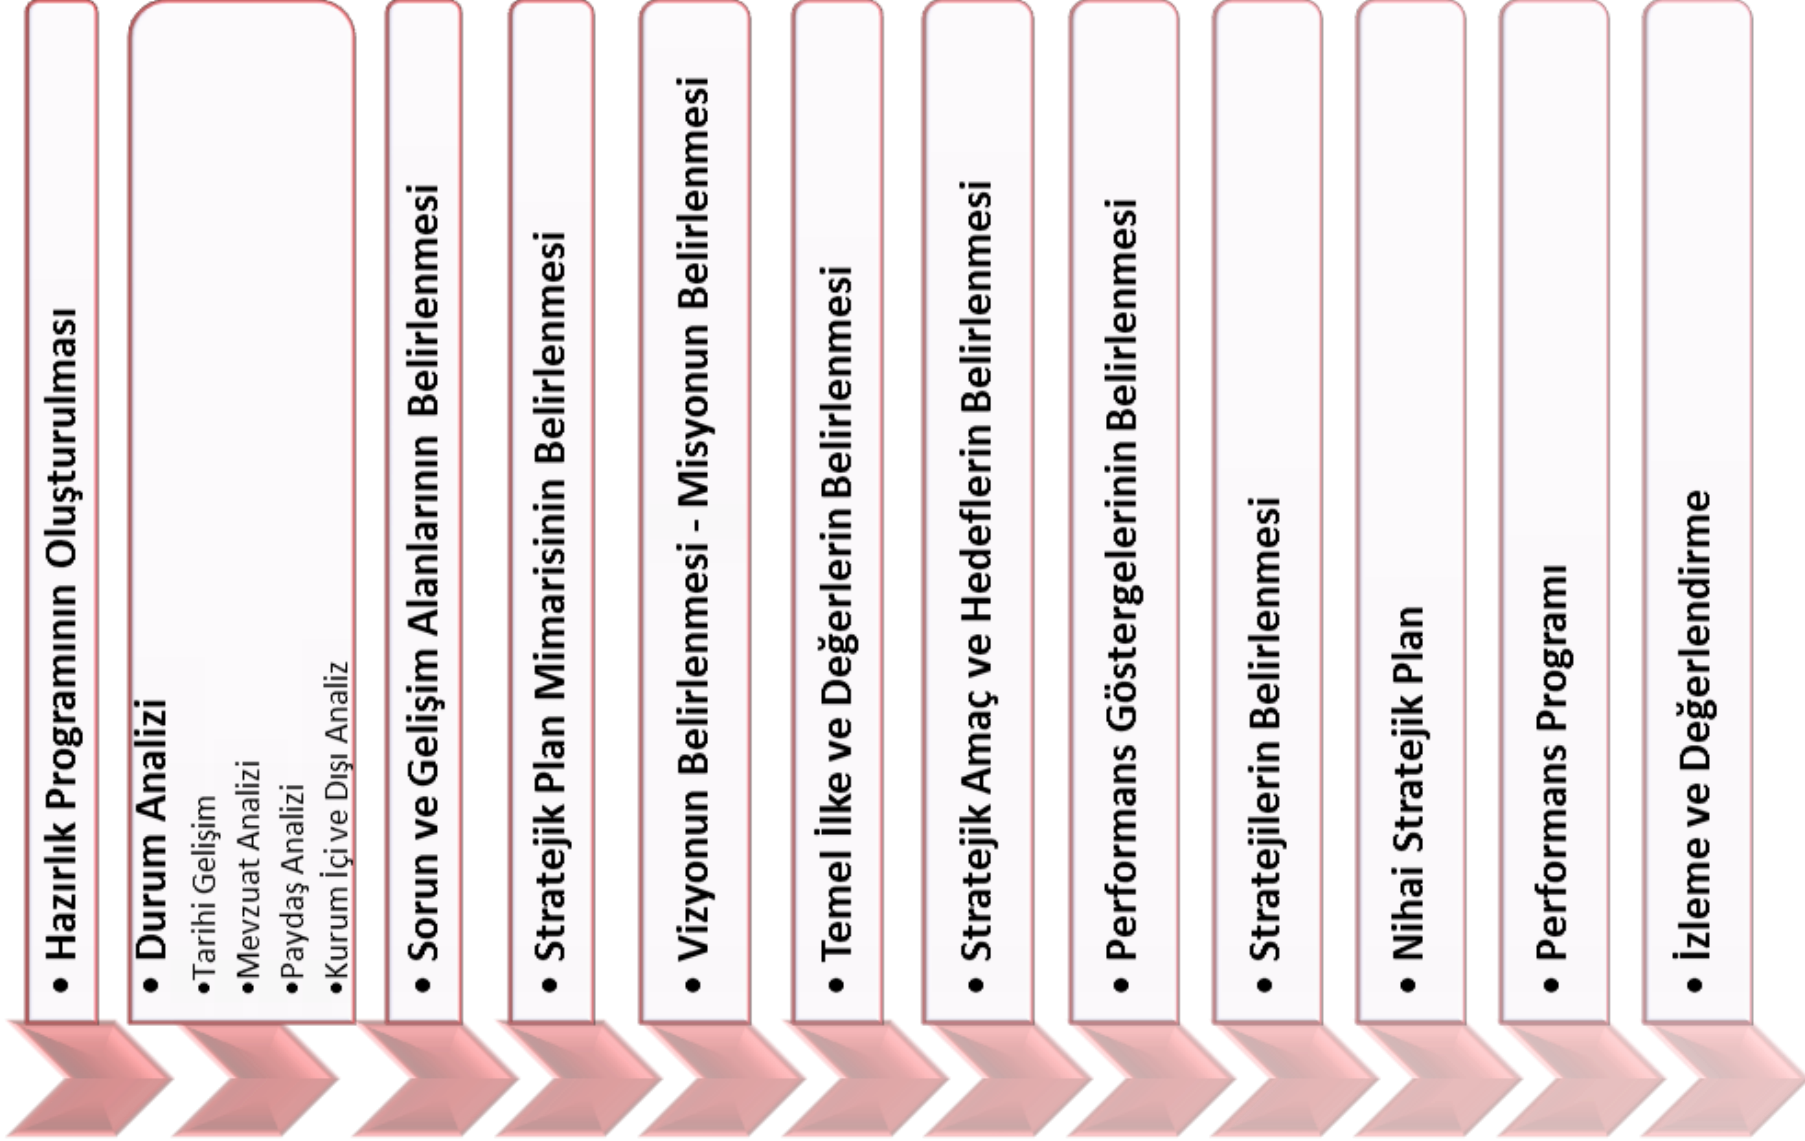 • Hazırlık Programının Oluşturulması
• Durum Analizi
•Tarihi Gelişim
•Mevzuat Analizi
•Paydaş Analizi
•Kurum İçi ve Dışı Analiz
• Sorun ve Gelişim Alanlarının Belirlenmesi
• Stratejik Plan Mimarisinin Belirlenmesi
• Vizyonun Belirlenmesi - Misyonun Belirlenmesi
• Temel İlke ve Değerlerin Belirlenmesi
• Stratejik Amaç ve Hedeflerin Belirlenmesi
• Performans Göstergelerinin Belirlenmesi
• Stratejilerin Belirlenmesi
• Nihai Stratejik Plan
• Performans Programı
• İzleme ve Değerlendirme